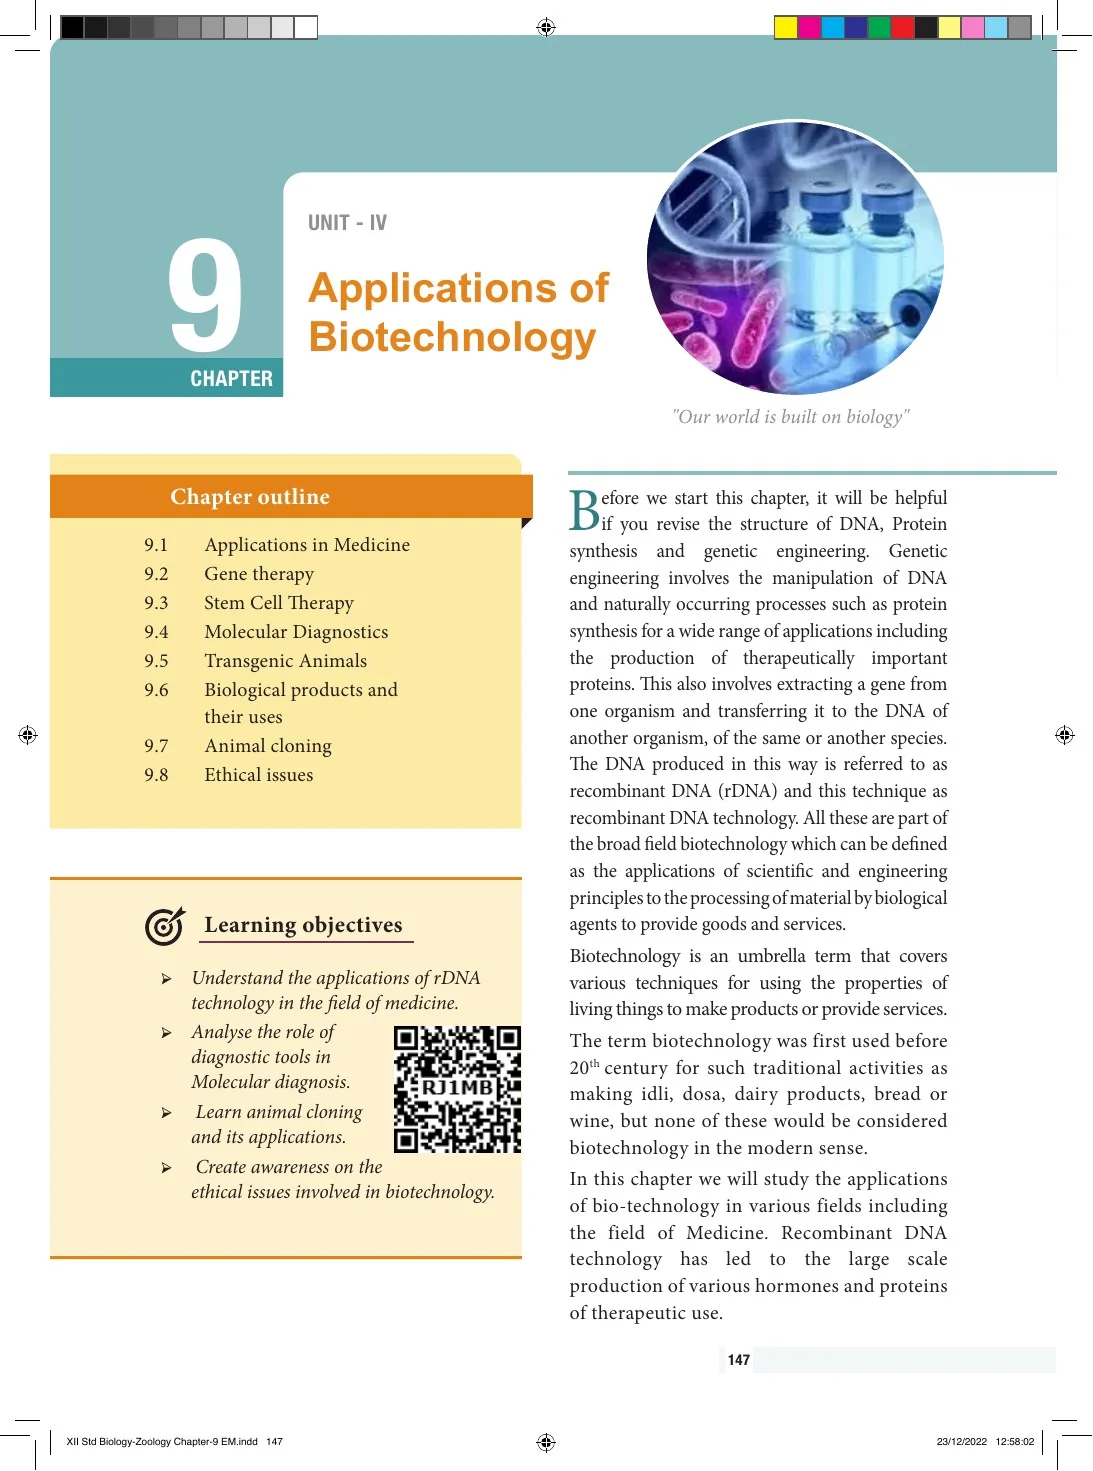 UNIT - IV
9
CHAPTER
Applications of
Biotechnology
"Our world is built on biology"
Chapter outline
9.1 Applications in Medicine
9.2 Gene therapy
9.3 Stem Cell Therapy
9.4 Molecular Diagnostics
9.5 Transgenic Animals
9.6 Biological products and
their uses
9.7 Animal cloning
9.8 Ethical issues
Learning objectives
➢ Understand the applications of rDNA
technology in the field of medicine.
➢ Analyse the role of
diagnostic tools in
Molecular diagnosis.
➢ Learn animal cloning
and its applications.
➢ Create awareness on the
ethical issues involved in biotechnology.
RJ1MB
Before we start this chapter, it will be helpful
if you revise the structure of DNA, Protein
synthesis and genetic engineering. Genetic
engineering involves the manipulation of DNA
and naturally occurring processes such as protein
synthesis for a wide range of applications including
the production of therapeutically important
proteins. This also involves extracting a gene from
one organism and transferring it to the DNA of
another organism, of the same or another species.
The DNA produced in this way is referred to as
recombinant DNA (rDNA) and this technique as
recombinant DNA technology. All these are part of
the broad field biotechnology which can be defined
as the applications of scientific and engineering
principles to the processing of material by biological
agents to provide goods and services.
Biotechnology is an umbrella term that covers
various techniques for using the properties of
living things to make products or provide services.
The term biotechnology was first used before
20th century for such traditional activities as
making idli, dosa, dairy products, bread or
wine, but none of these would be considered
biotechnology in the modern sense.
In this chapter we will study the applications
of bio-technology in various fields including
the field of Medicine. Recombinant DNA
technology has led to the large scale
production of various hormones and proteins
of therapeutic use.
147
XII Std Biology-Zoology Chapter-9 EM.indd 147
23/12/2022 12:58:02